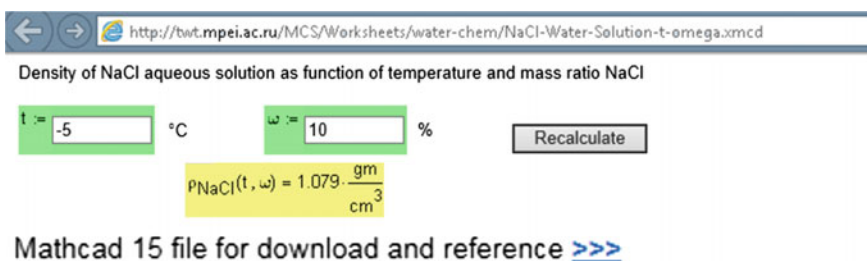 http://twt.mpei.ac.ru/MCS/Worksheets/water-chem/NaCl-Water-Solution-t-omega.xmcd
Density of NaCl aqueous solution as function of temperature and mass ratio NaCl
t := -5 °C ω := 10 % Recalculate
ρNaCl(t, ω) = 1.079 · gm/cm³
Mathcad 15 file for download and reference >>>